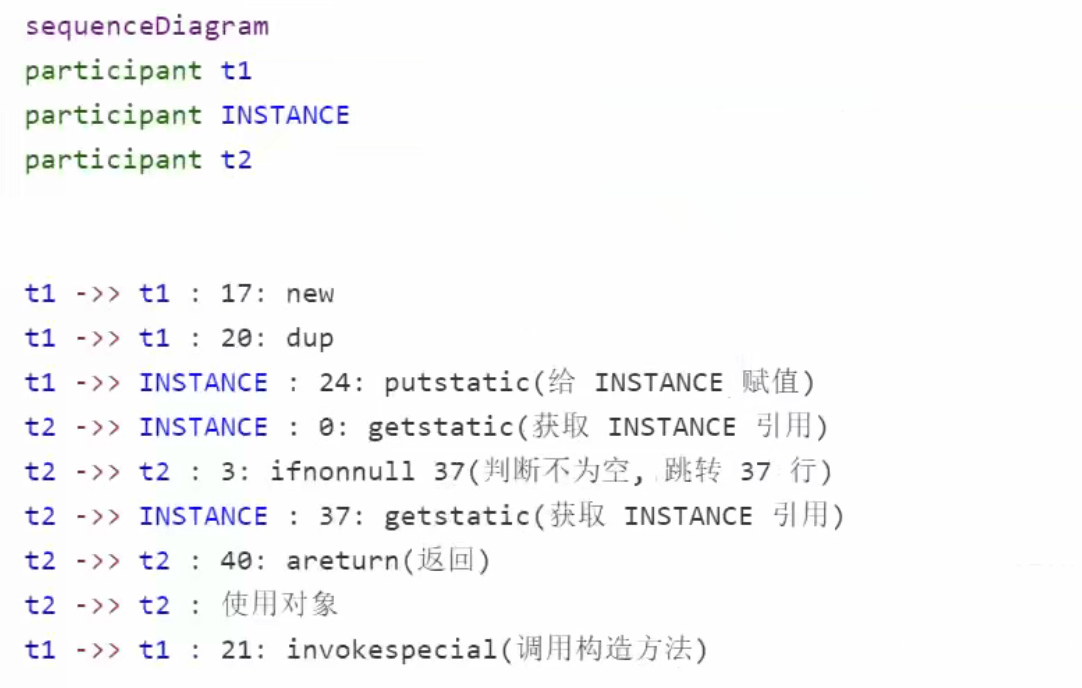 sequenceDiagram
participant t1
participant INSTANCE
participant t2
t1 ->> t1 : 17: new
t1 ->> t1 : 20: dup
t1 ->> INSTANCE : 24: putstatic(给 INSTANCE 赋值)
t2 ->> INSTANCE : 0: getstatic(获取 INSTANCE 引用)
t2 ->> t2 : 3: ifnonnull 37(判断不为空, 跳转 37 行)
t2 ->> INSTANCE : 37: getstatic(获取 INSTANCE 引用)
t2 ->> t2 : 40: areturn(返回)
t2 ->> t2 : 使用对象
t1 ->> t1 : 21: invokespecial(调用构造方法)